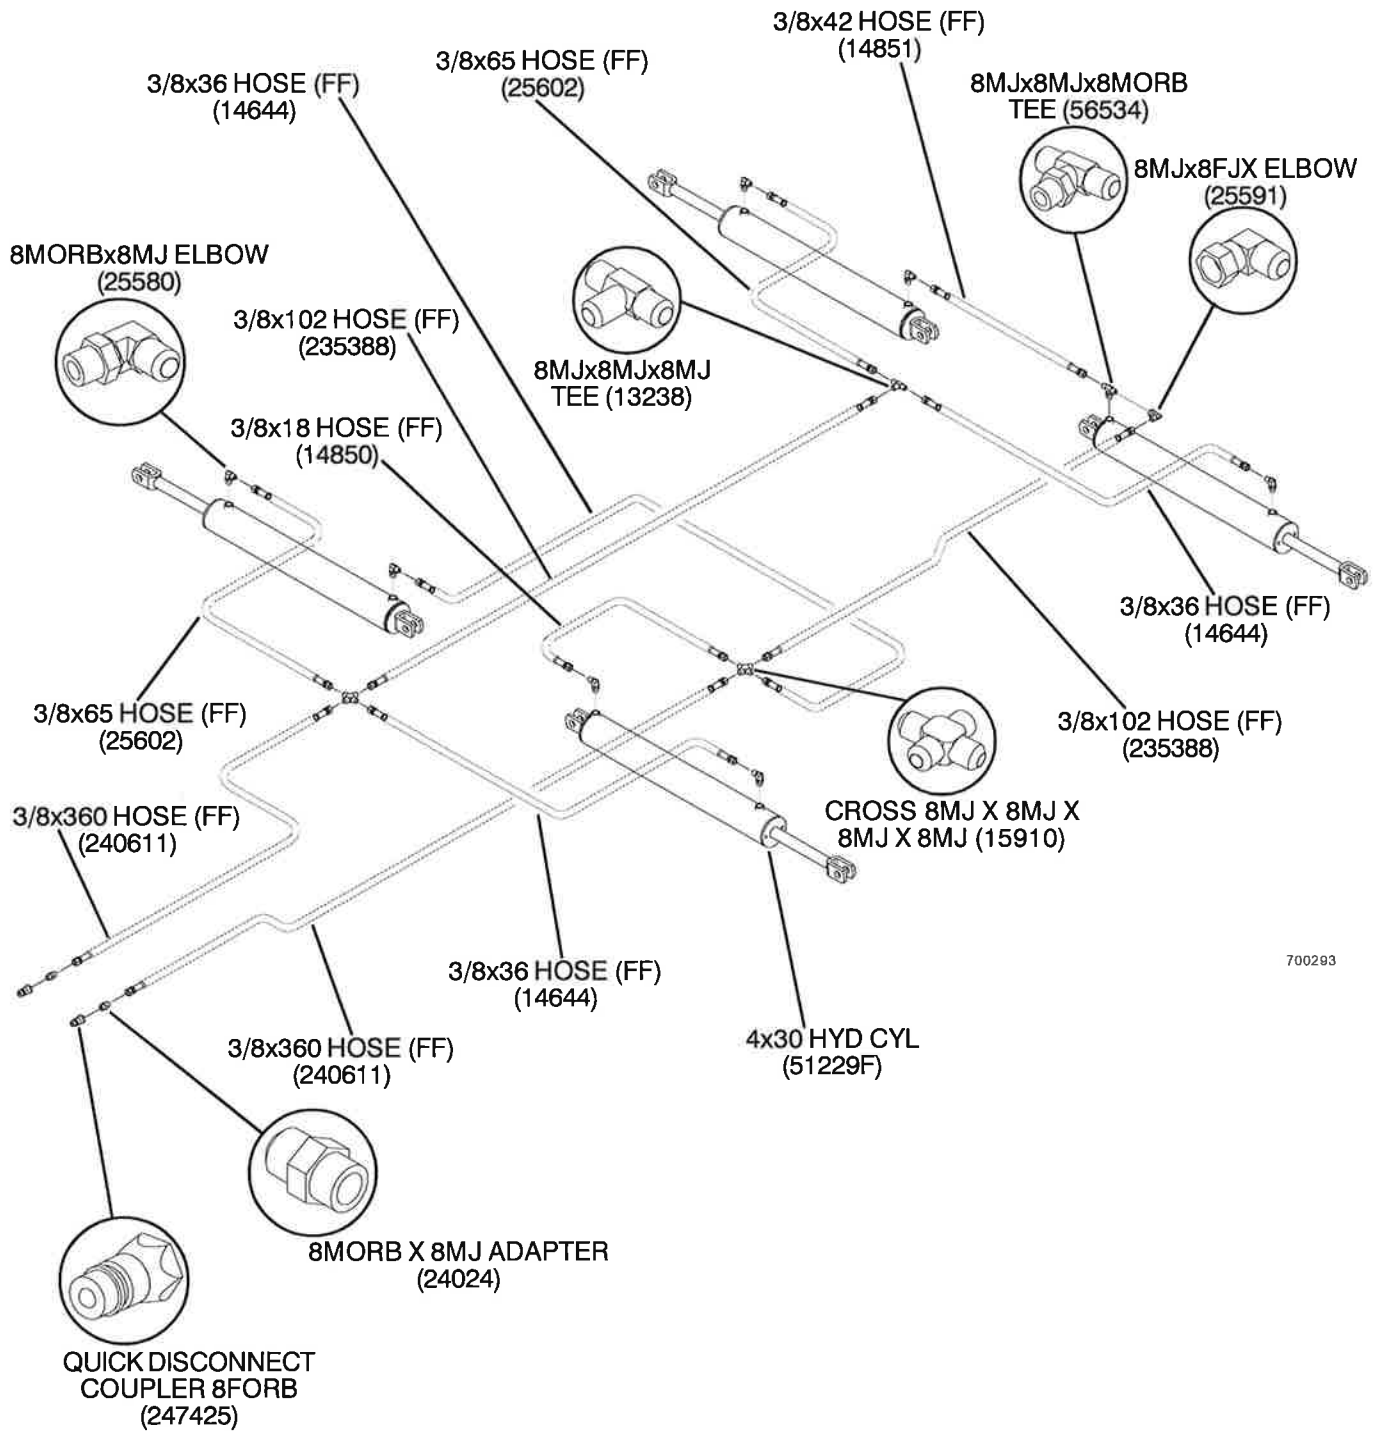 3/8x42 HOSE (FF)
(14851)
3/8x65 HOSE (FF)
(25602)
3/8x36 HOSE (FF)
(14644)
8MJx8MJx8MORB
TEE (56534)
8MJx8FJX ELBOW
(25591)
8MORBx8MJ ELBOW
(25580)
3/8x102 HOSE (FF)
(235388)
8MJx8MJx8MJ
TEE (13238)
3/8x18 HOSE (FF)
(14850)
3/8x36 HOSE (FF)
(14644)
3/8x65 HOSE (FF)
(25602)
3/8x102 HOSE (FF)
(235388)
3/8x360 HOSE (FF)
(240611)
CROSS 8MJ X 8MJ X
8MJ X 8MJ (15910)
3/8x36 HOSE (FF)
(14644)
700293
3/8x360 HOSE (FF)
(240611)
4x30 HYD CYL
(51229F)
8MORB X 8MJ ADAPTER
(24024)
QUICK DISCONNECT
COUPLER 8FORB
(247425)